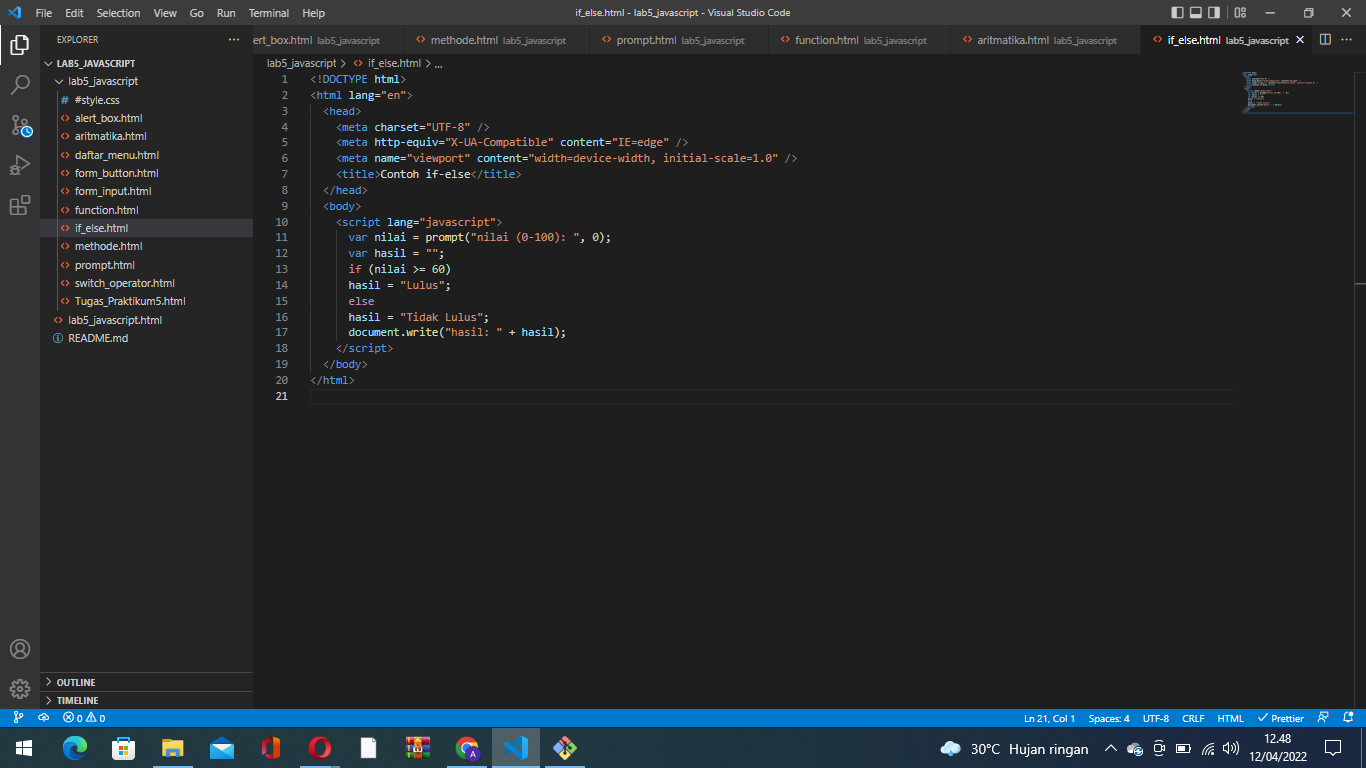 File Edit Selection View Go Run Terminal Help if_else.html - lab5_javascript - Visual Studio Code
EXPLORER
ert_box.html lab5_javascript methode.html lab5_javascript prompt.html lab5_javascript function.html lab5_javascript aritmatika.html lab5_javascript if_else.html lab5_javascript
LAB5_JAVASCRIPT
lab5_javascript
#style.css
alert_box.html
aritmatika.html
daftar_menu.html
form_button.html
form_input.html
function.html
if_else.html
methode.html
prompt.html
switch_operator.html
Tugas_Praktikum5.html
lab5_javascript.html
README.md
OUTLINE
TIMELINE
lab5_javascript > if_else.html > ...
1 <!DOCTYPE html>
2 <html lang="en">
3 <head>
4 <meta charset="UTF-8" />
5 <meta http-equiv="X-UA-Compatible" content="IE=edge" />
6 <meta name="viewport" content="width=device-width, initial-scale=1.0" />
7 <title>Contoh if-else</title>
8 </head>
9 <body>
10 <script lang="javascript">
11 var nilai = prompt("nilai (0-100): ", 0);
12 var hasil = "";
13 if (nilai >= 60)
14 hasil = "Lulus";
15 else
16 hasil = "Tidak Lulus";
17 document.write("hasil: " + hasil);
18 </script>
19 </body>
20 </html>
21
0 0 Ln 21, Col 1 Spaces: 4 UTF-8 CRLF HTML Prettier
30°C Hujan ringan
12.48
12/04/2022